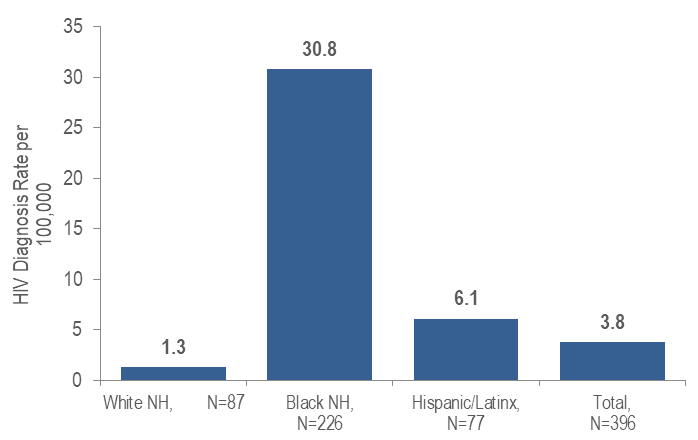 35
30
25
20
15
10
5
0
HIV Diagnosis Rate per
100,000
1.3
30.8
6.1
3.8
White NH, N=87
Black NH,
N=226
Hispanic/Latinx,
N=77
Total,
N=396